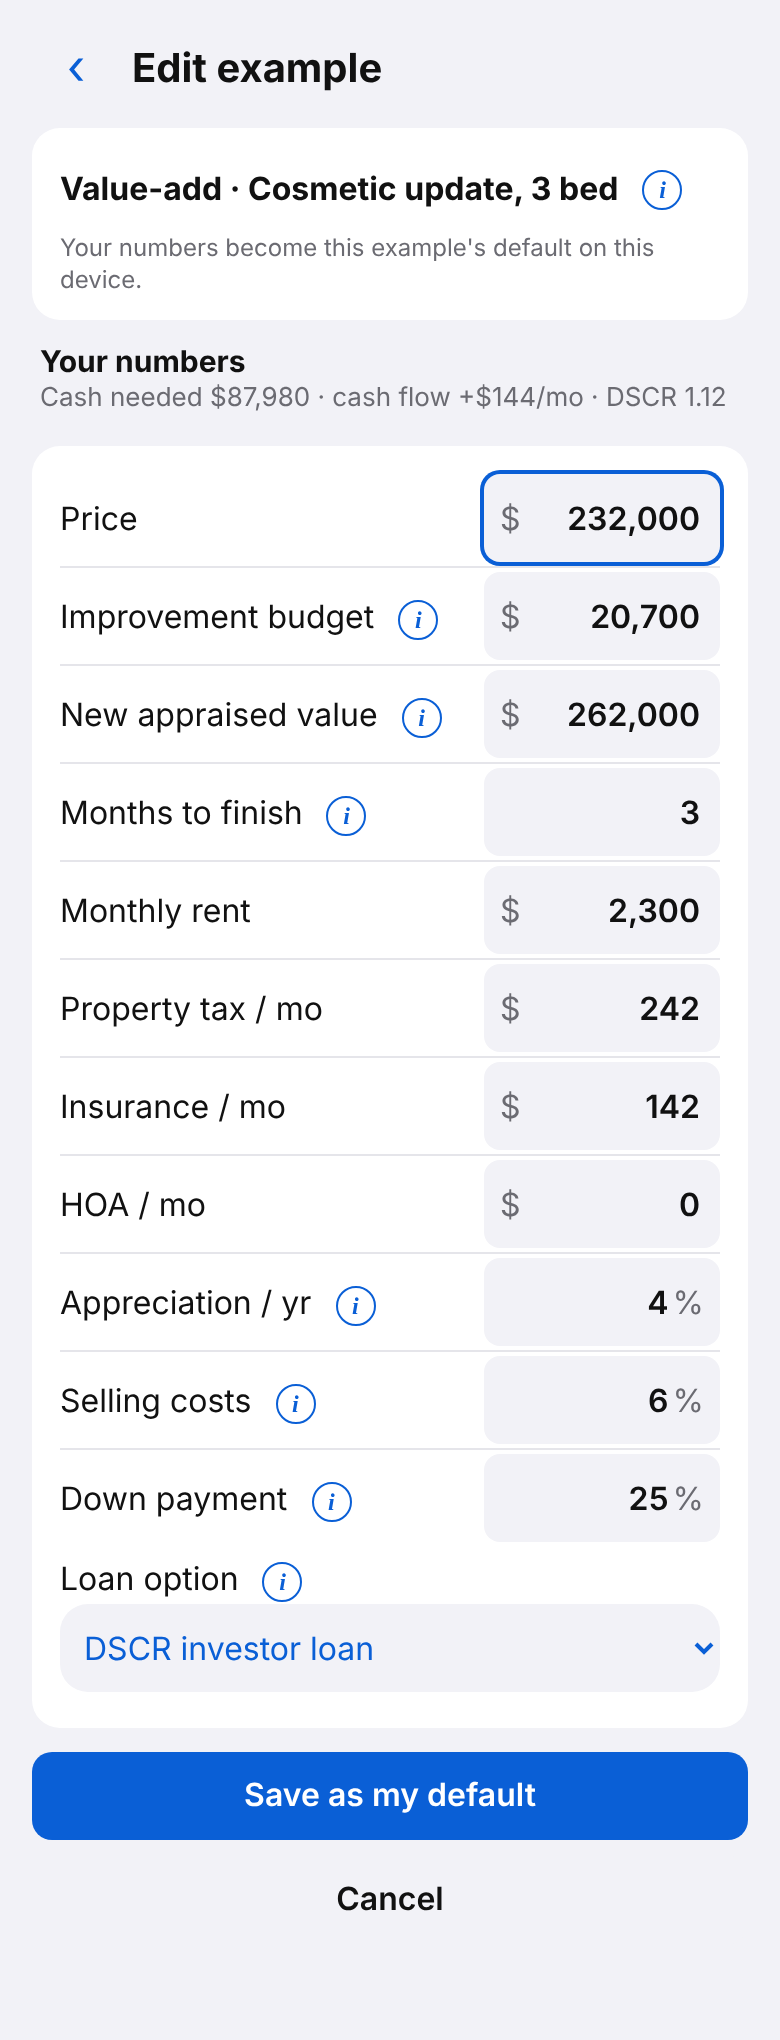 ‹ Edit example
Value-add · Cosmetic update, 3 bed i
Your numbers become this example's default on this
device.
Your numbers
Cash needed $87,980 · cash flow +$144/mo · DSCR 1.12
Price $ 232,000
Improvement budget i $ 20,700
New appraised value i $ 262,000
Months to finish i 3
Monthly rent $ 2,300
Property tax / mo $ 242
Insurance / mo $ 142
HOA / mo $ 0
Appreciation / yr i 4 %
Selling costs i 6 %
Down payment i 25 %
Loan option i
DSCR investor loan
Save as my default
Cancel